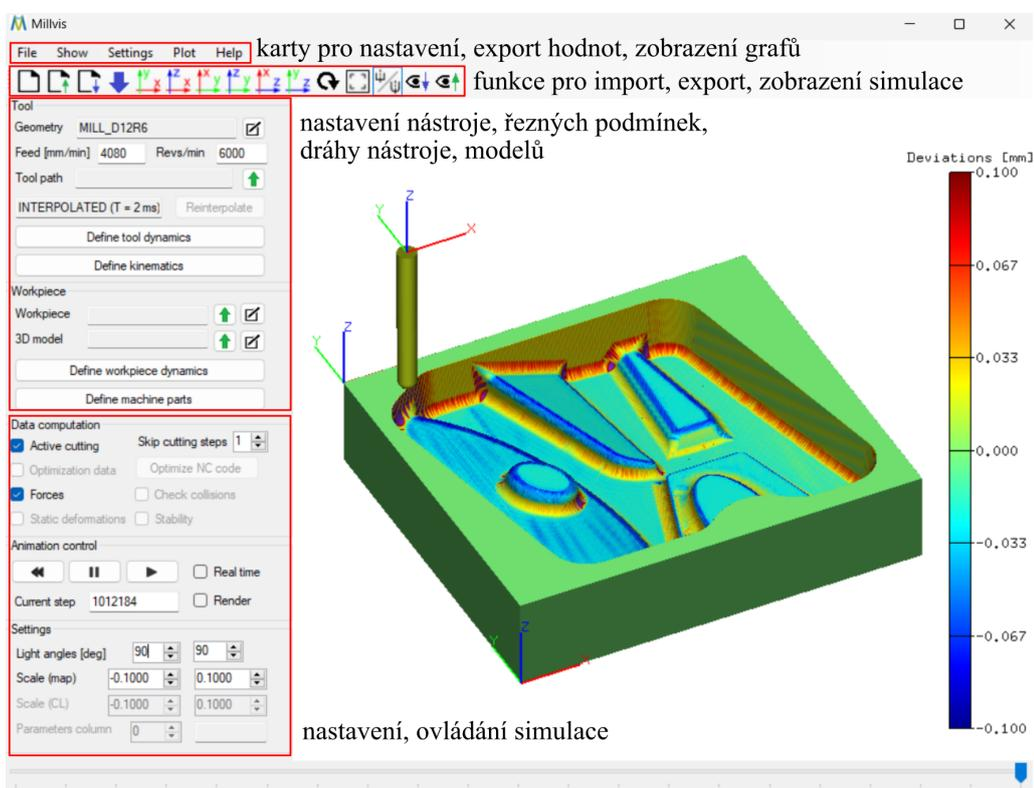 Millvis
File Show Settings Plot Help karty pro nastavení, export hodnot, zobrazení grafů
funkce pro import, export, zobrazení simulace
Tool
Geometry MILL_D12R6
Feed [mm/min] 4080 Revs/min 6000
Tool path
INTERPOLATED (T = 2 ms) Reinterpolate
Define tool dynamics
Define kinematics
Workpiece
Workpiece
3D model
Define workpiece dynamics
Define machine parts
nastavení nástroje, řezných podmínek,
dráhy nástroje, modelů
Data computation
Active cutting Skip cutting steps 1
Optimization data Optimize NC code
Forces Check collisions
Static deformations Stability
Animation control
Real time
Current step 1012184 Render
Settings
Light angles [deg] 90 90
Scale (map) -0.1000 0.1000
Scale (CL) -0.1000 0.1000
Parameters column 0
nastavení, ovládání simulace
Z
Y
X
Z
Y
Z
Y
X
Deviations [mm]
0.100
0.067
0.033
0.000
-0.033
-0.067
-0.100